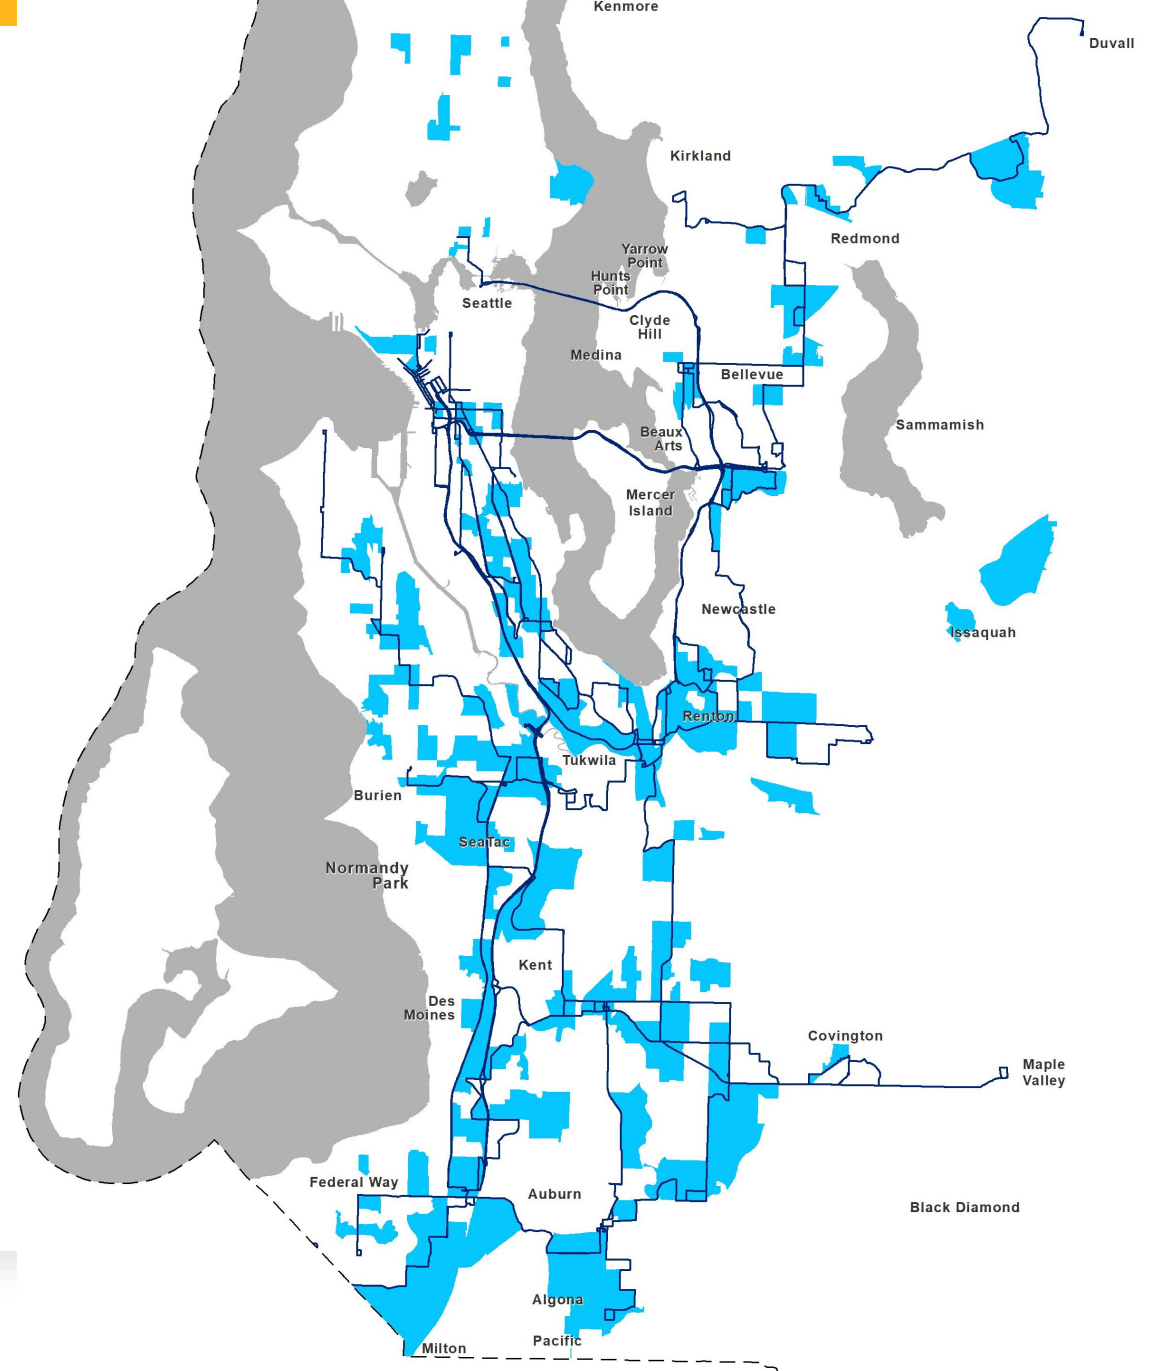 Kenmore
Duvall
Kirkland
Redmond
Yarrow
Point
Hunts
Point
Seattle
Clyde
Hill
Medina
Bellevue
Sammamish
Beaux
Arts
Mercer
Island
Newcastle
Issaquah
Renton
Tukwila
Burien
SeaTac
Normandy
Park
Kent
Des
Moines
Covington
Maple
Valley
Federal Way
Auburn
Black Diamond
Algona
Pacific
Milton